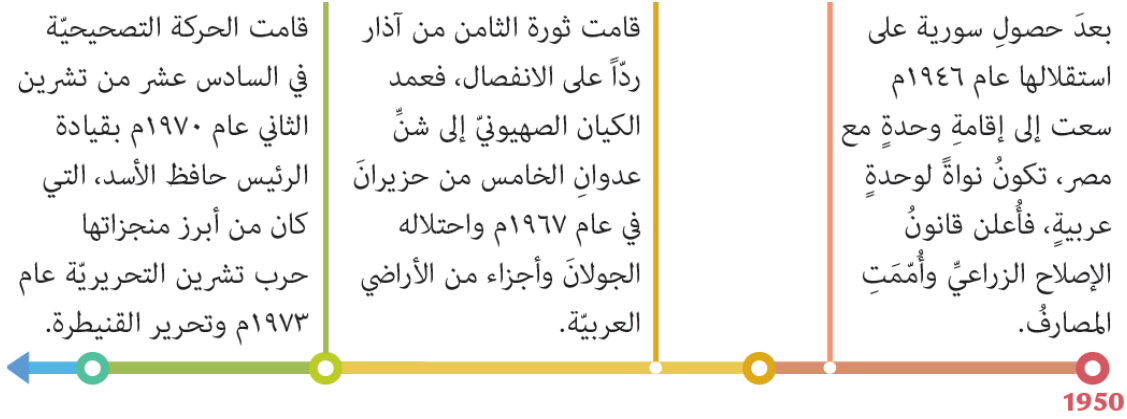 بعدَ حصولِ سورية على
استقلالها عام ١٩٤٦م
سعت إلى إقامةِ وحدةٍ مع
مصر، تكونُ نواةً لوحدةٍ
عربيةٍ، فأُعلن قانونُ
الإصلاح الزراعيِّ وأُمّمَتِ
المصارفُ.
قامت ثورة الثامن من آذار
ردّاً على الانفصال، فعمد
الكيان الصهيونيّ إلى شنِّ
عدوانِ الخامس من حزيرانَ
في عام ١٩٦٧م واحتلاله
الجولانَ وأجزاء من الأراضي
العربيّة.
قامت الحركة التصحيحيّة
في السادس عشر من تشرين
الثاني عام ١٩٧٠م بقيادة
الرئيس حافظ الأسد، التي
كان من أبرز منجزاتها
حرب تشرين التحريريّة عام
١٩٧٣م وتحرير القنيطرة.
1950